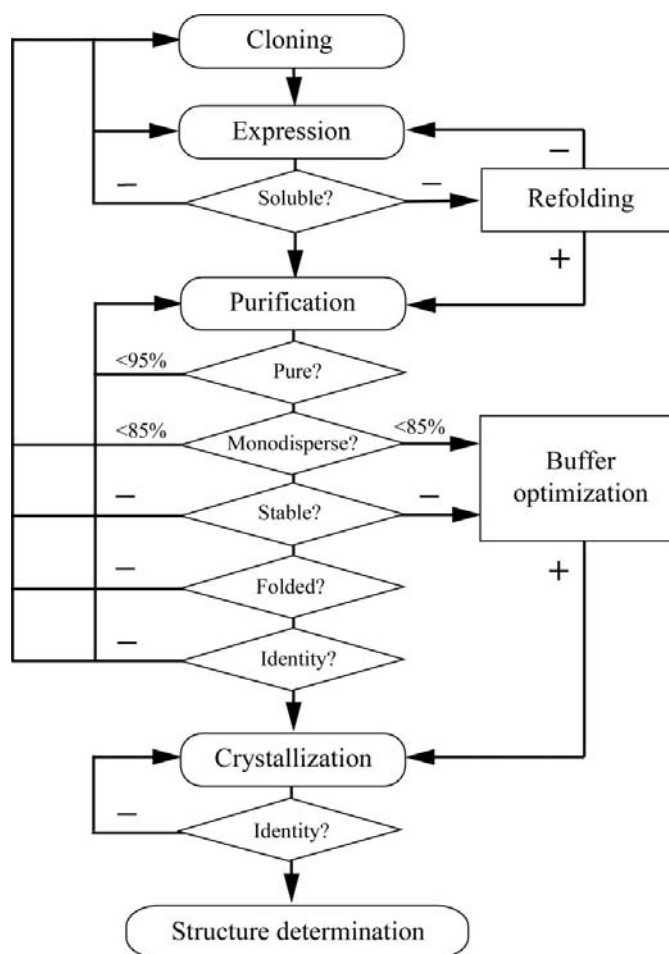 Cloning
Expression
−
−
Soluble?
−
Refolding
+
Purification
<95%
Pure?
<85%
Monodisperse?
<85%
Buffer
optimization
−
Stable?
−
−
Folded?
+
−
Identity?
Crystallization
−
Identity?
Structure determination